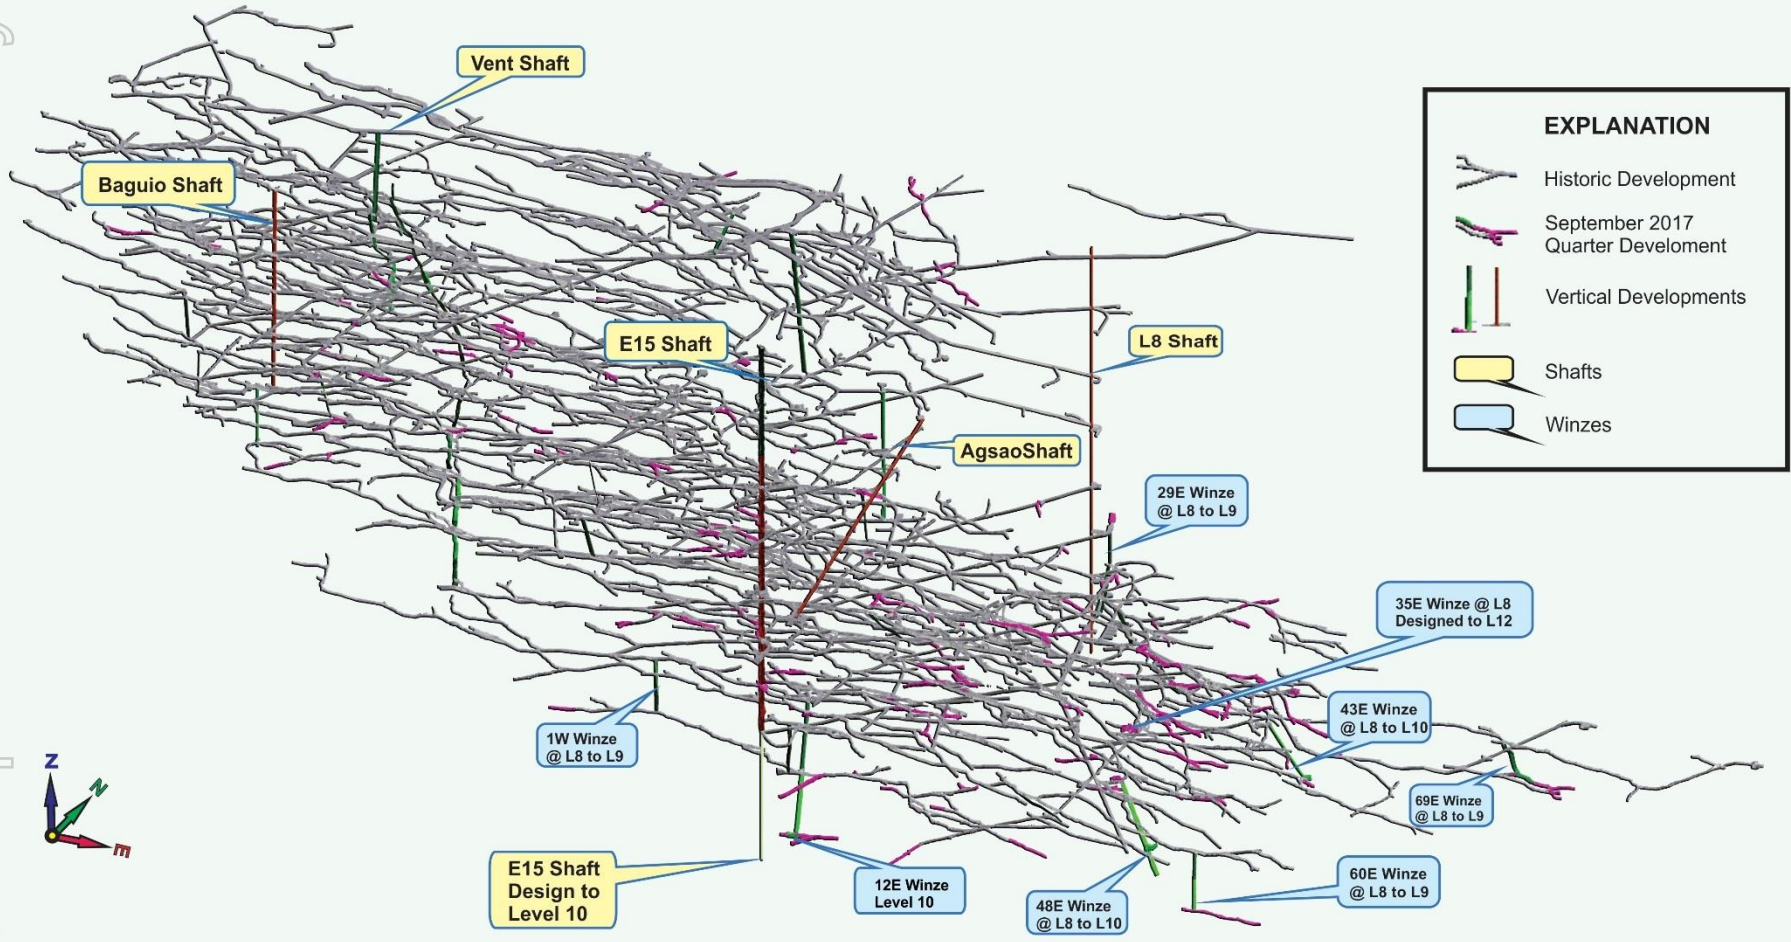 Vent Shaft
Baguio Shaft
E15 Shaft
L8 Shaft
AgsaoShaft
29E Winze
@ L8 to L9
35E Winze @ L8
Designed to L12
43E Winze
@ L8 to L10
69E Winze
@ L8 to L9
1W Winze
@ L8 to L9
E15 Shaft
Design to
Level 10
12E Winze
Level 10
48E Winze
@ L8 to L10
60E Winze
@ L8 to L9
Z
N
E
EXPLANATION
Historic Development
September 2017
Quarter Develoment
Vertical Developments
Shafts
Winzes